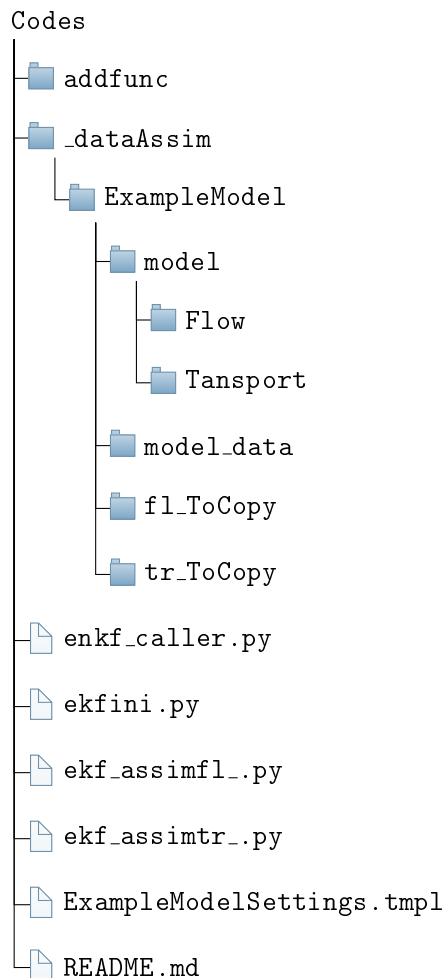 Codes
addfunc
_dataAssim
ExampleModel
model
Flow
Tansport
model_data
fl_ToCopy
tr_ToCopy
enkf_caller.py
ekfini.py
ekf_assimfl_.py
ekf_assimtr_.py
ExampleModelSettings.tmpl
README.md